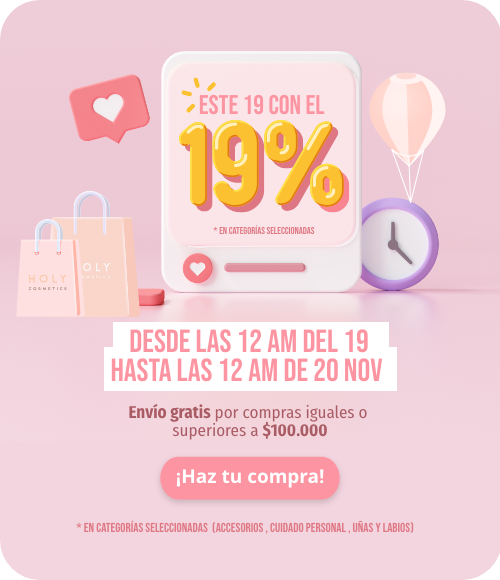 ESTE 19 CON EL
19%
* EN CATEGORÍAS SELECCIONADAS
HOLY
COSMETICS
OLY
DESDE LAS 12 AM DEL 19
HASTA LAS 12 AM DE 20 NOV
Envío gratis por compras iguales o
superiores a $100.000
¡Haz tu compra!
* EN CATEGORÍAS SELECCIONADAS (ACCESORIOS , CUIDADO PERSONAL , UÑAS Y LABIOS)